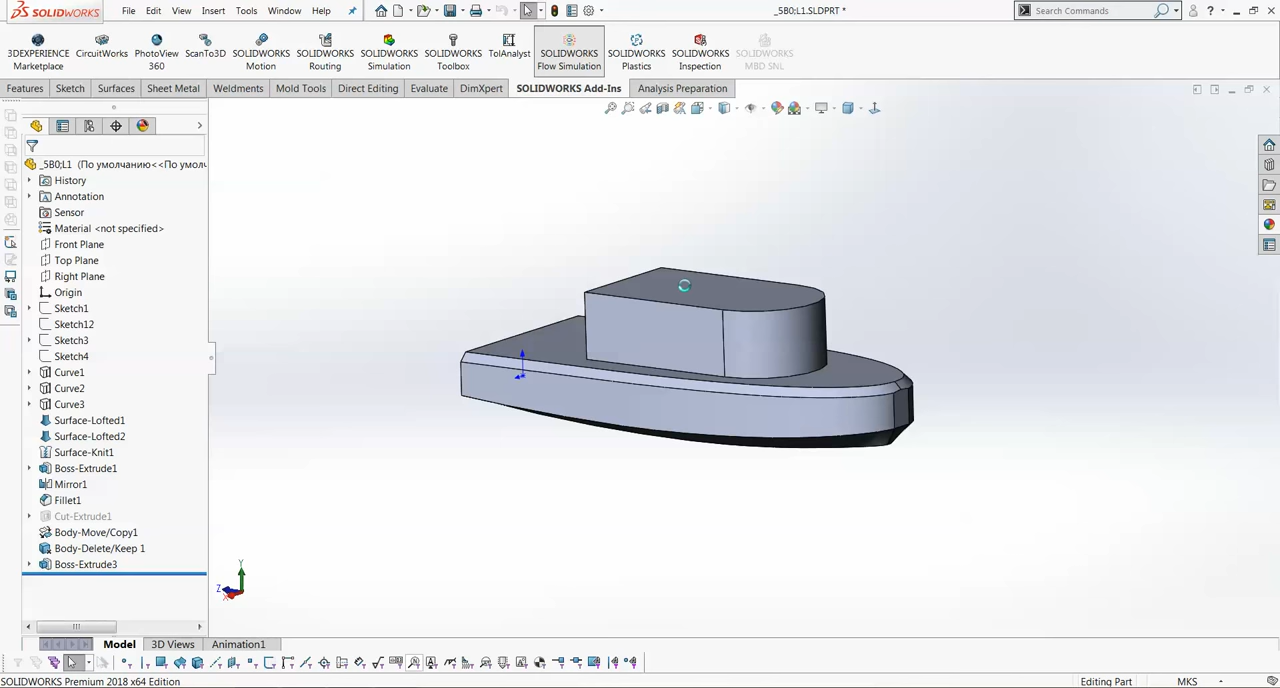 SOLIDWORKS File Edit View Insert Tools Window Help _5B0;L1.SLDPRT * Search Commands
3DEXPERIENCE Marketplace CircuitWorks PhotoView 360 ScanTo3D SOLIDWORKS Motion SOLIDWORKS Routing SOLIDWORKS Simulation SOLIDWORKS Toolbox TolAnalyst SOLIDWORKS Flow Simulation SOLIDWORKS Plastics SOLIDWORKS Inspection SOLIDWORKS MBD SNL
Features Sketch Surfaces Sheet Metal Weldments Mold Tools Direct Editing Evaluate DimXpert SOLIDWORKS Add-Ins Analysis Preparation
_5B0;L1 (По умолчанию<<По умолч
History
Annotation
Sensor
Material <not specified>
Front Plane
Top Plane
Right Plane
Origin
Sketch1
Sketch12
Sketch3
Sketch4
Curve1
Curve2
Curve3
Surface-Lofted1
Surface-Lofted2
Surface-Knit1
Boss-Extrude1
Mirror1
Fillet1
Cut-Extrude1
Body-Move/Copy1
Body-Delete/Keep 1
Boss-Extrude3
Y
Z
X
Model 3D Views Animation1
SOLIDWORKS Premium 2018 x64 Edition Editing Part MKS